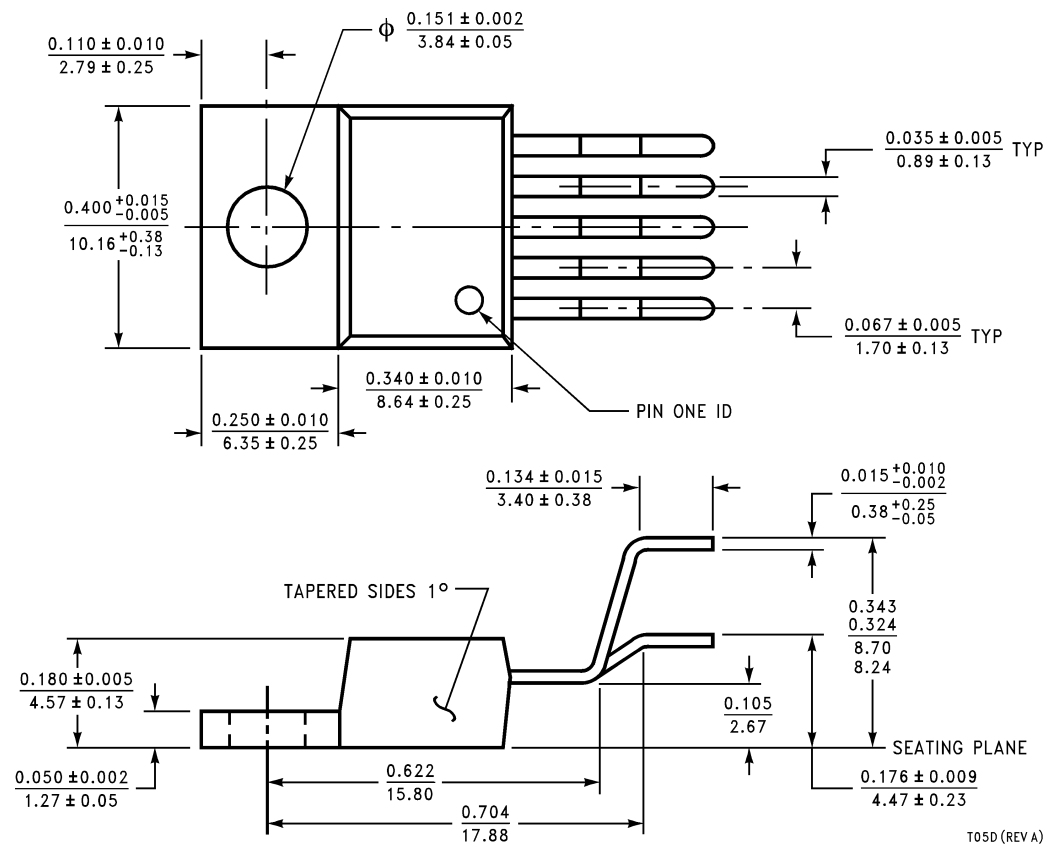 ϕ 0.151 ± 0.002
3.84 ± 0.05
0.110 ± 0.010
2.79 ± 0.25
0.035 ± 0.005 TYP
0.89 ± 0.13
0.400 +0.015 -0.005
10.16 +0.38 -0.13
0.067 ± 0.005 TYP
1.70 ± 0.13
0.340 ± 0.010
8.64 ± 0.25
PIN ONE ID
0.250 ± 0.010
6.35 ± 0.25
0.134 ± 0.015
3.40 ± 0.38
0.015 +0.010 -0.002
0.38 +0.25 -0.05
TAPERED SIDES 1°
0.343
0.324
8.70
8.24
0.180 ± 0.005
4.57 ± 0.13
0.105
2.67
SEATING PLANE
0.050 ± 0.002
1.27 ± 0.05
0.622
15.80
0.176 ± 0.009
4.47 ± 0.23
0.704
17.88
T05D (REV A)